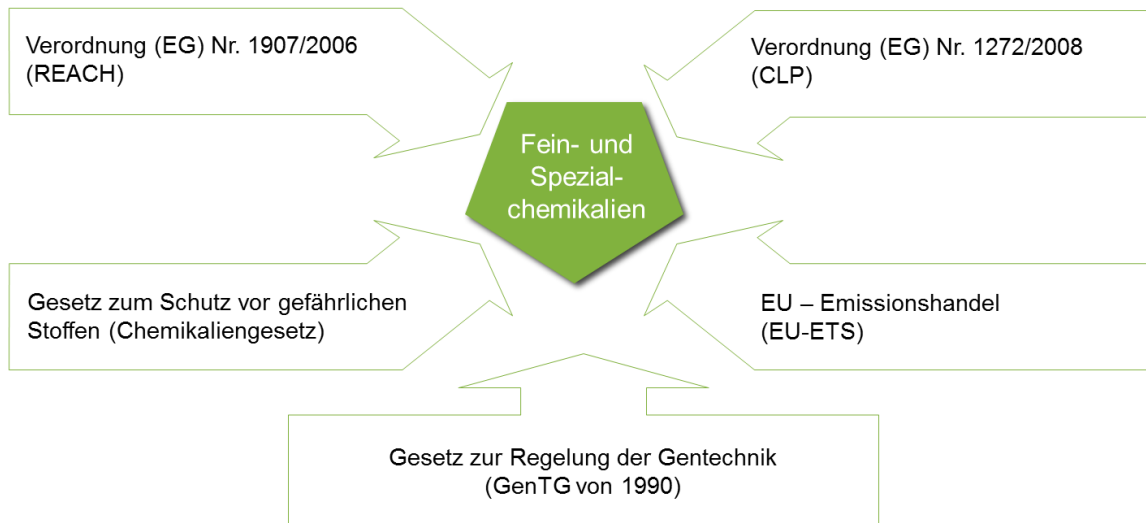 Verordnung (EG) Nr. 1907/2006
(REACH)
Verordnung (EG) Nr. 1272/2008
(CLP)
Fein- und
Spezial-
chemikalien
Gesetz zum Schutz vor gefährlichen
Stoffen (Chemikaliengesetz)
EU – Emissionshandel
(EU-ETS)
Gesetz zur Regelung der Gentechnik
(GenTG von 1990)